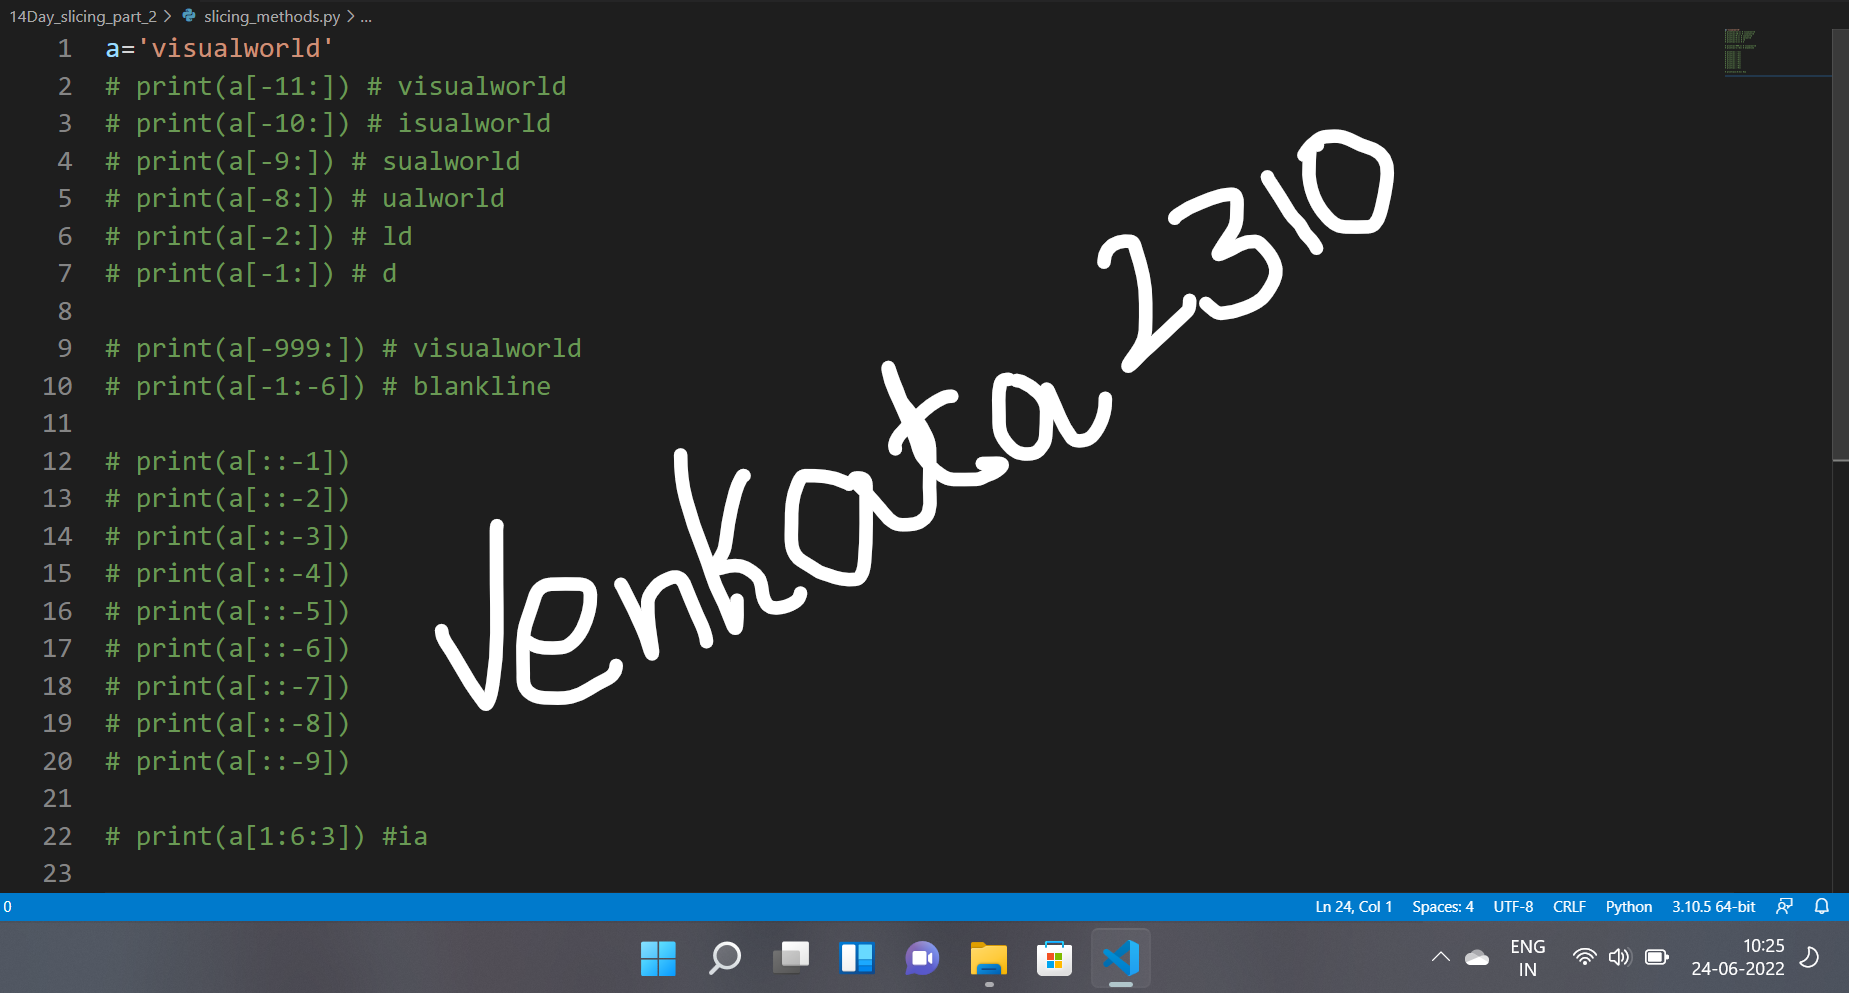 14Day_slicing_part_2 > slicing_methods.py > ...
1 a='visualworld'
2 # print(a[-11:]) # visualworld
3 # print(a[-10:]) # isualworld
4 # print(a[-9:]) # sualworld
5 # print(a[-8:]) # ualworld
6 # print(a[-2:]) # ld
7 # print(a[-1:]) # d
8
9 # print(a[-999:]) # visualworld
10 # print(a[-1:-6]) # blankline
11
12 # print(a[::-1])
13 # print(a[::-2])
14 # print(a[::-3])
15 # print(a[::-4])
16 # print(a[::-5])
17 # print(a[::-6])
18 # print(a[::-7])
19 # print(a[::-8])
20 # print(a[::-9])
21
22 # print(a[1:6:3]) #ia
23
Venkata 2310
0 Ln 24, Col 1 Spaces: 4 UTF-8 CRLF Python 3.10.5 64-bit
ENG
IN
10:25
24-06-2022